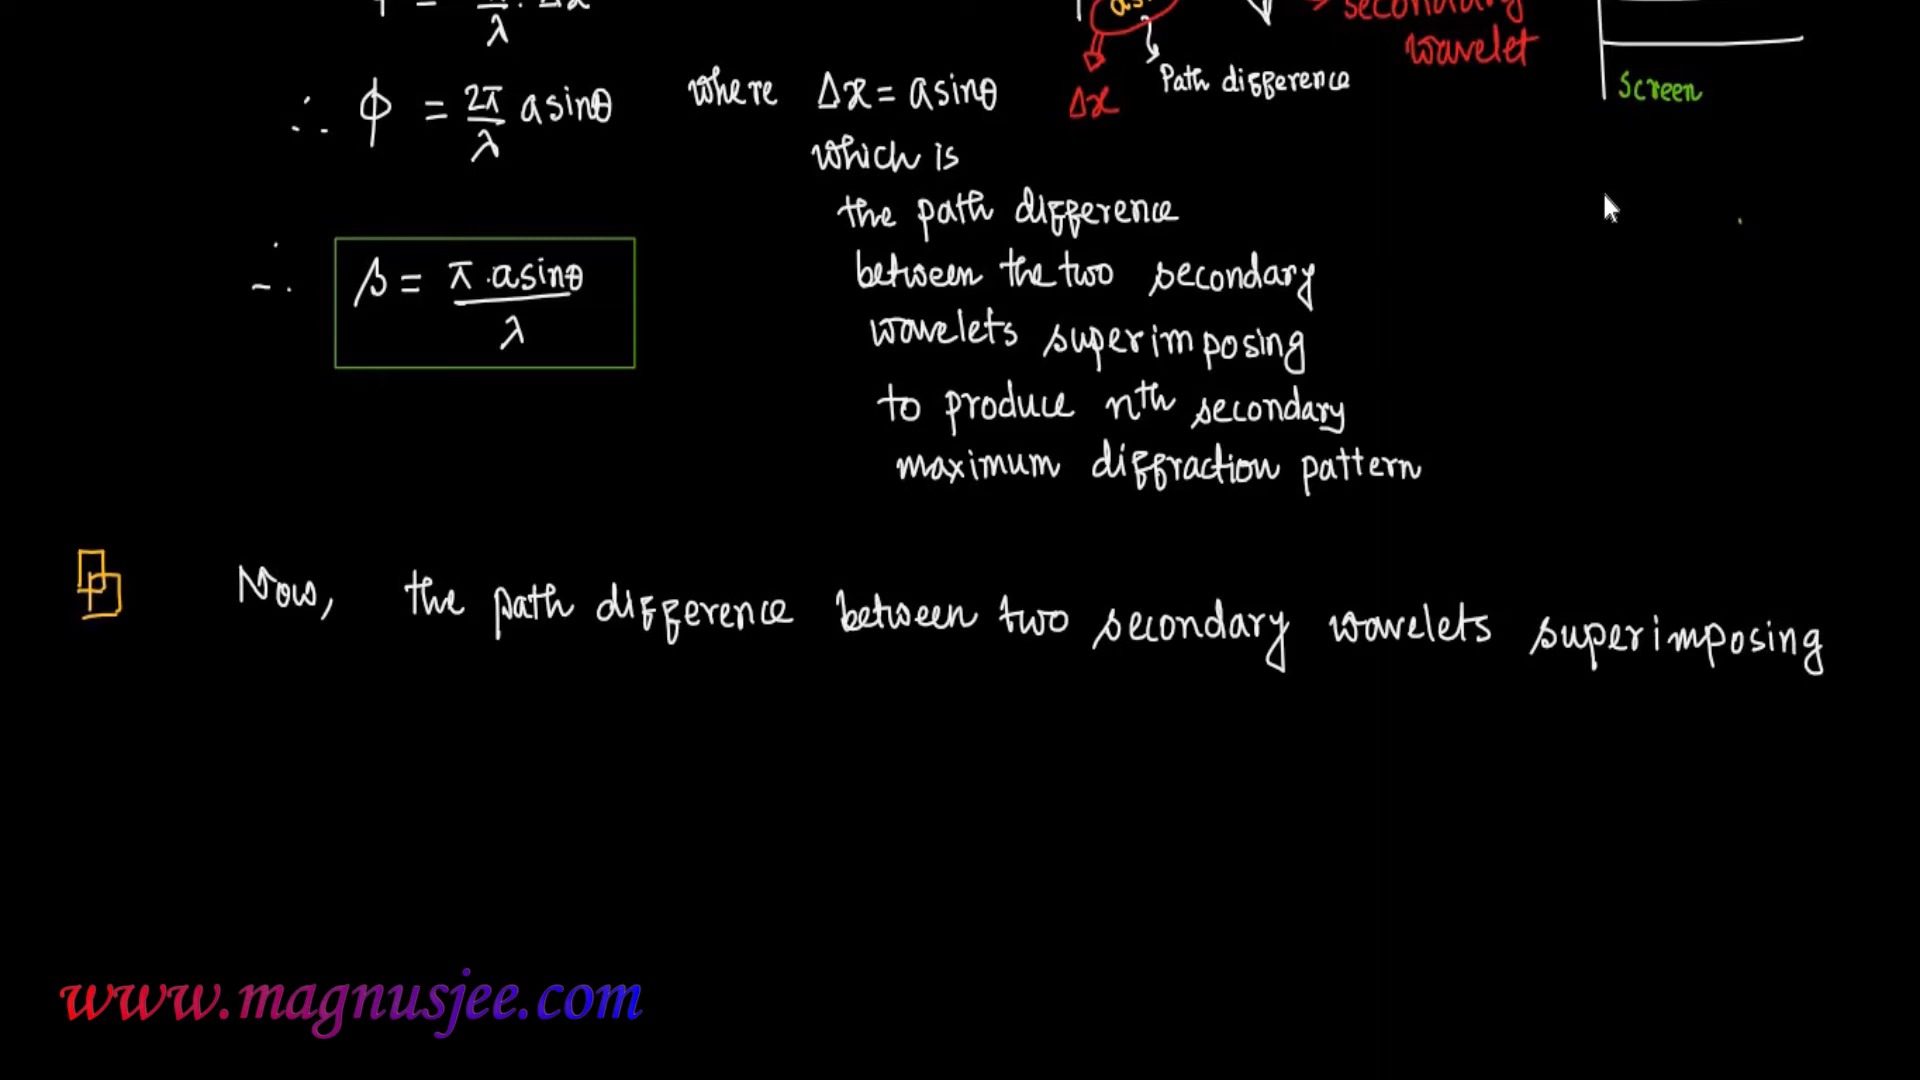 λ
∴ ϕ = 2π/λ a sinθ where Δx = a sinθ
which is
the path difference
between the two secondary
wavelets superimposing
to produce nth secondary
maximum diffraction pattern
∴ β = π · a sinθ / λ
Δx
Path difference
secondary
wavelet
Screen
Now, the path difference between two secondary wavelets superimposing
www.magnusjee.com